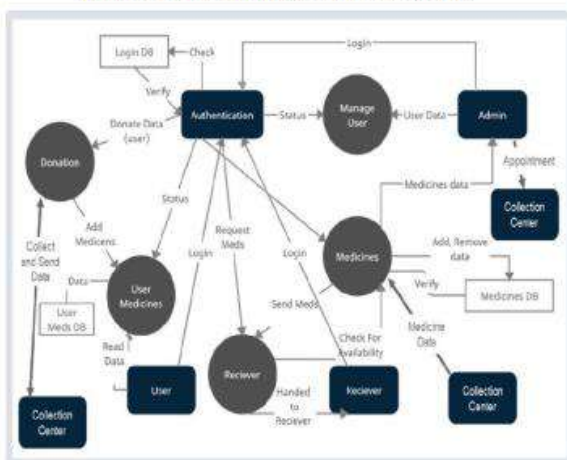 Login DB
Check
Login
Verify
Authentication
Status
Manage
User
User Data
Admin
Donate Data
(user)
Donation
Appointment
Medicines data
Collection
Center
Status
Request
Meds
Add
Medicens
Collect
and Send
Data
Login
Login
Medicines
Add, Remove
data
Data
User
Medicines
Verify
Medicines DB
User
Meds DB
Send Meds
Check For
Availability
Medicine
Data
Read
Data
User
Reciever
Handed
to
Reciever
Reciever
Collection
Center
Collection
Center